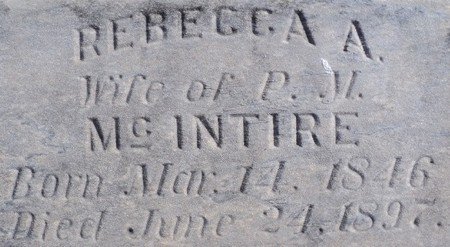 REBECCA A.
Wife of P. M.
McINTIRE
Born Mar. 14. 1846
Died June 24, 1897.